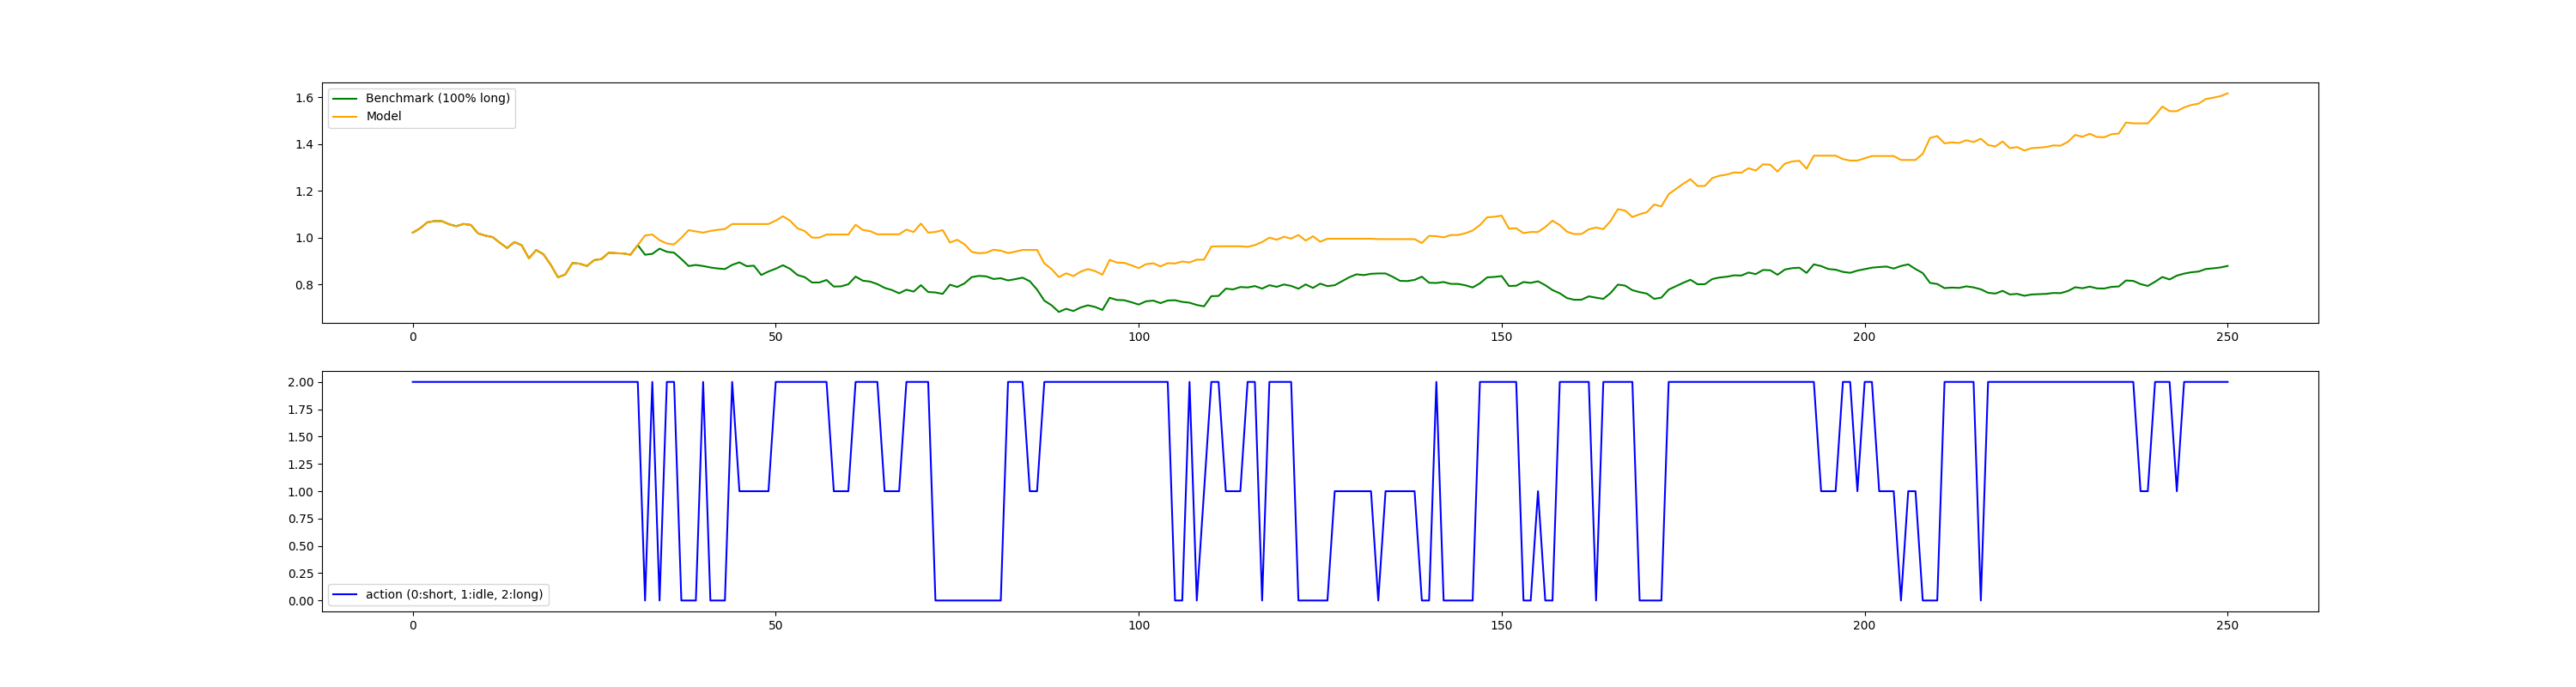 1.6
1.4
1.2
1.0
0.8
Benchmark (100% long)
Model
0 50 100 150 200 250
2.00
1.75
1.50
1.25
1.00
0.75
0.50
0.25
0.00
action (0:short, 1:idle, 2:long)
0 50 100 150 200 250